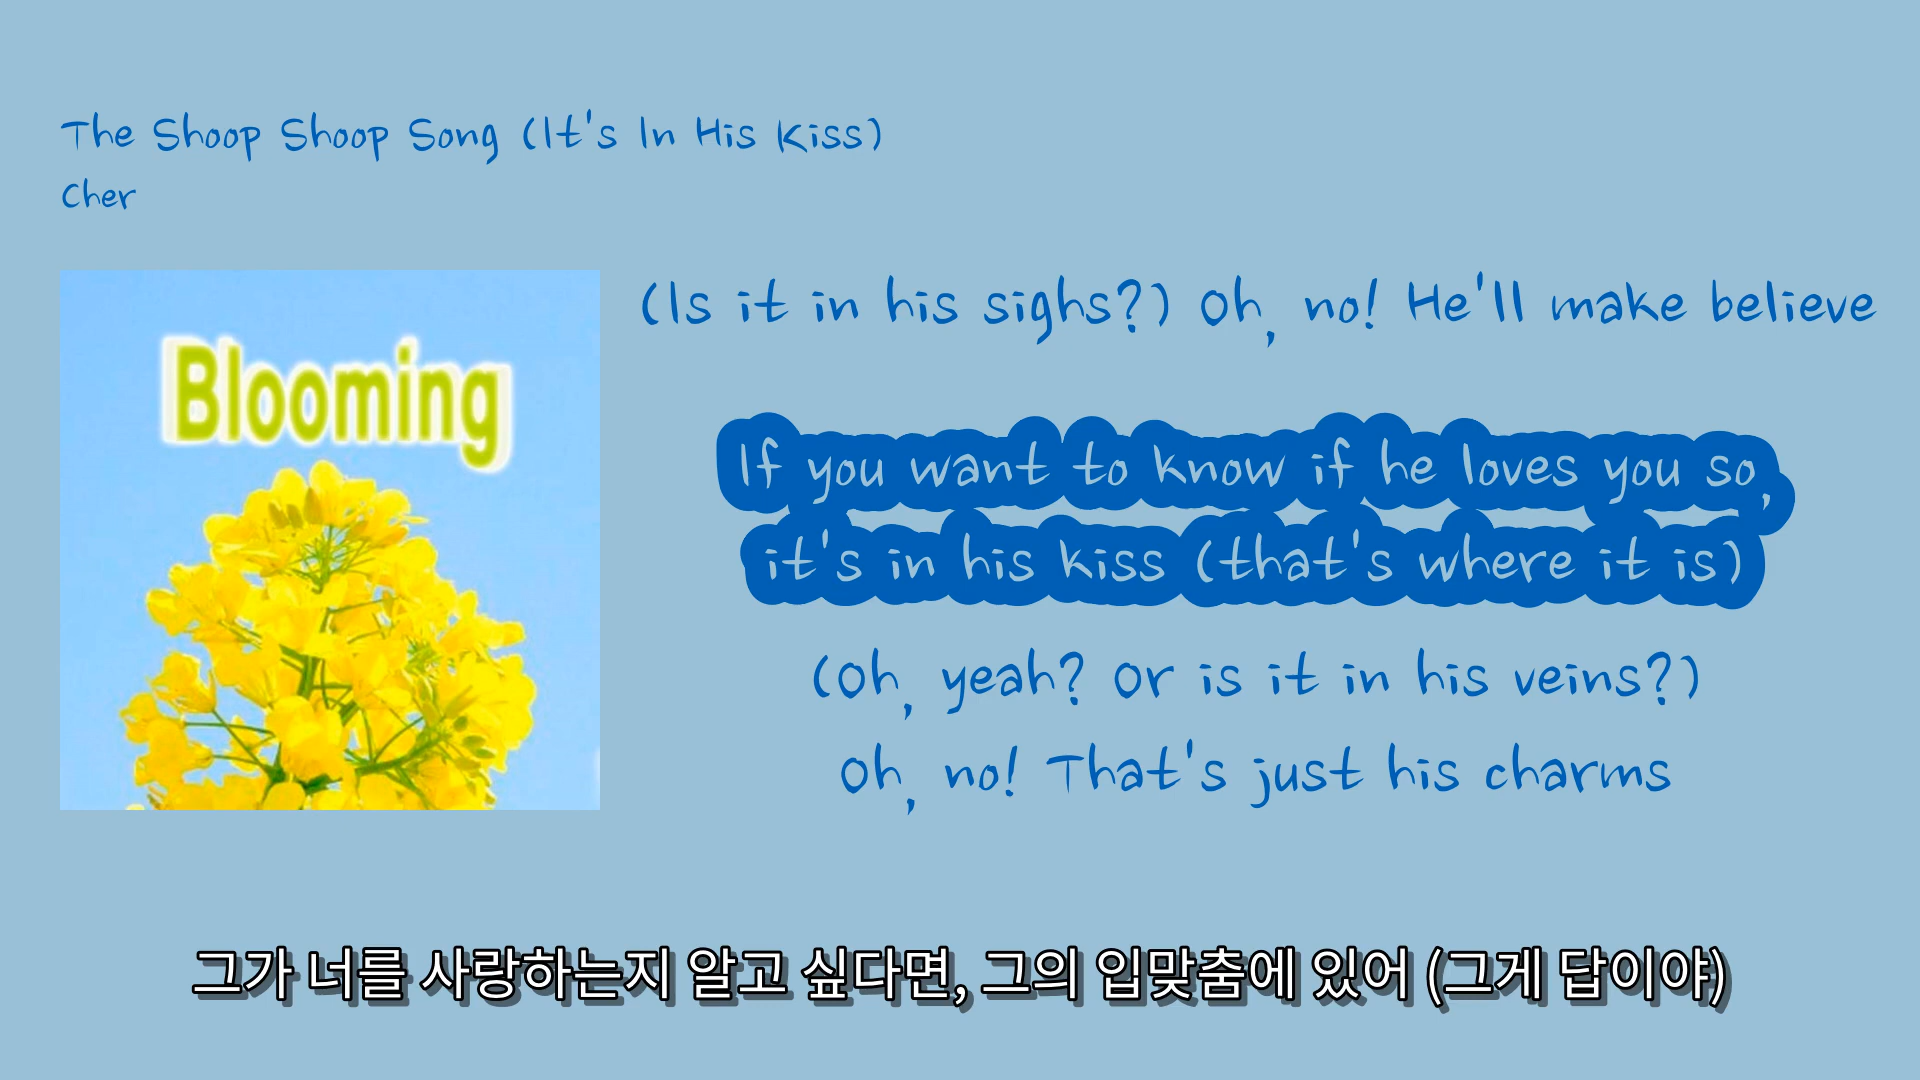 The Shoop Shoop Song (It's In His Kiss)
Cher
Blooming
(Is it in his sighs?) Oh, no! He'll make believe
If you want to know if he loves you so,
it's in his kiss (that's where it is)
(Oh, yeah? Or is it in his veins?)
Oh, no! That's just his charms
그가 너를 사랑하는지 알고 싶다면, 그의 입맞춤에 있어 (그게 답이야)